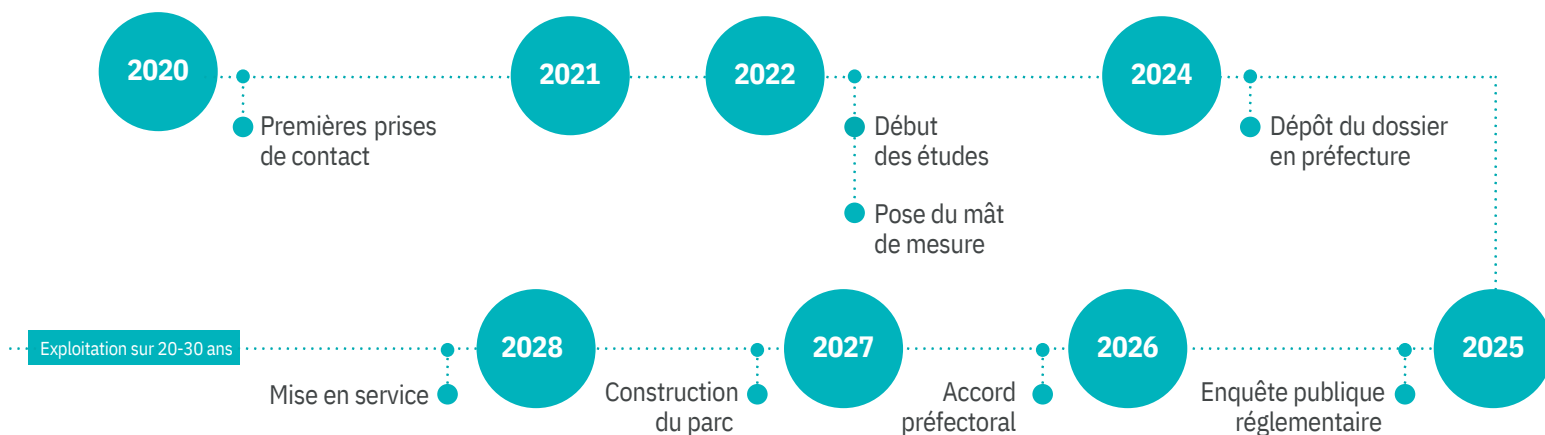 2020
Premières prises
de contact
2021
2022
Début
des études
Pose du mât
de mesure
2024
Dépôt du dossier
en préfecture
2025
Enquête publique
réglementaire
2026
Accord
préfectoral
2027
Construction
du parc
2028
Mise en service
Exploitation sur 20-30 ans